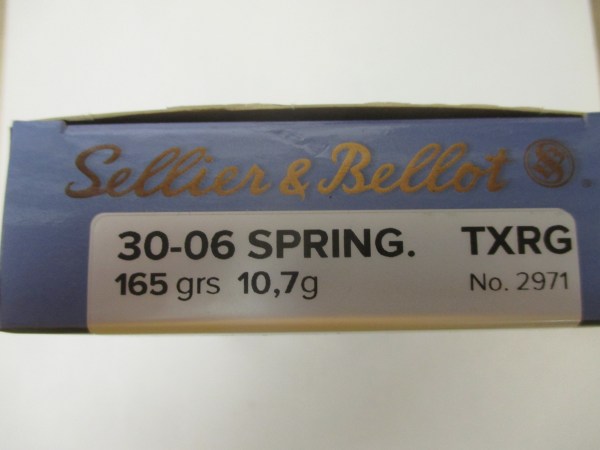 Sellier & Bellot
30-06 SPRING. TXRG
165 grs 10,7g No. 2971